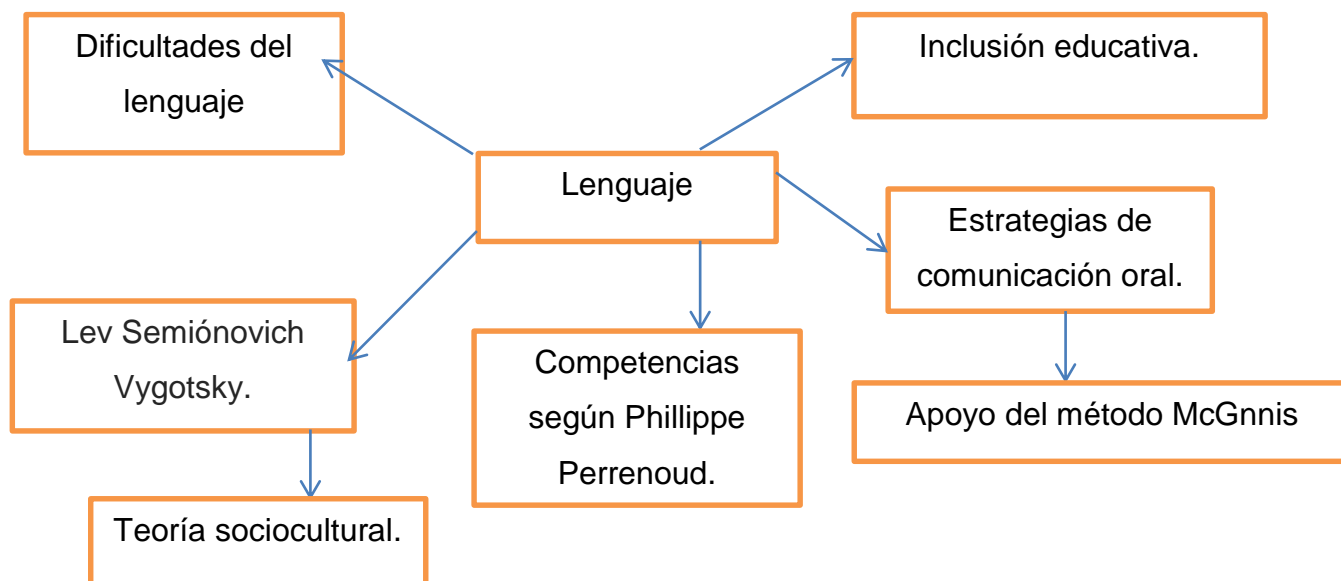 Dificultades del
lenguaje
Inclusión educativa.
Lenguaje
Estrategias de
comunicación oral.
Lev Semiónovich
Vygotsky.
Competencias
según Phillippe
Perrenoud.
Apoyo del método McGnnis
Teoría sociocultural.